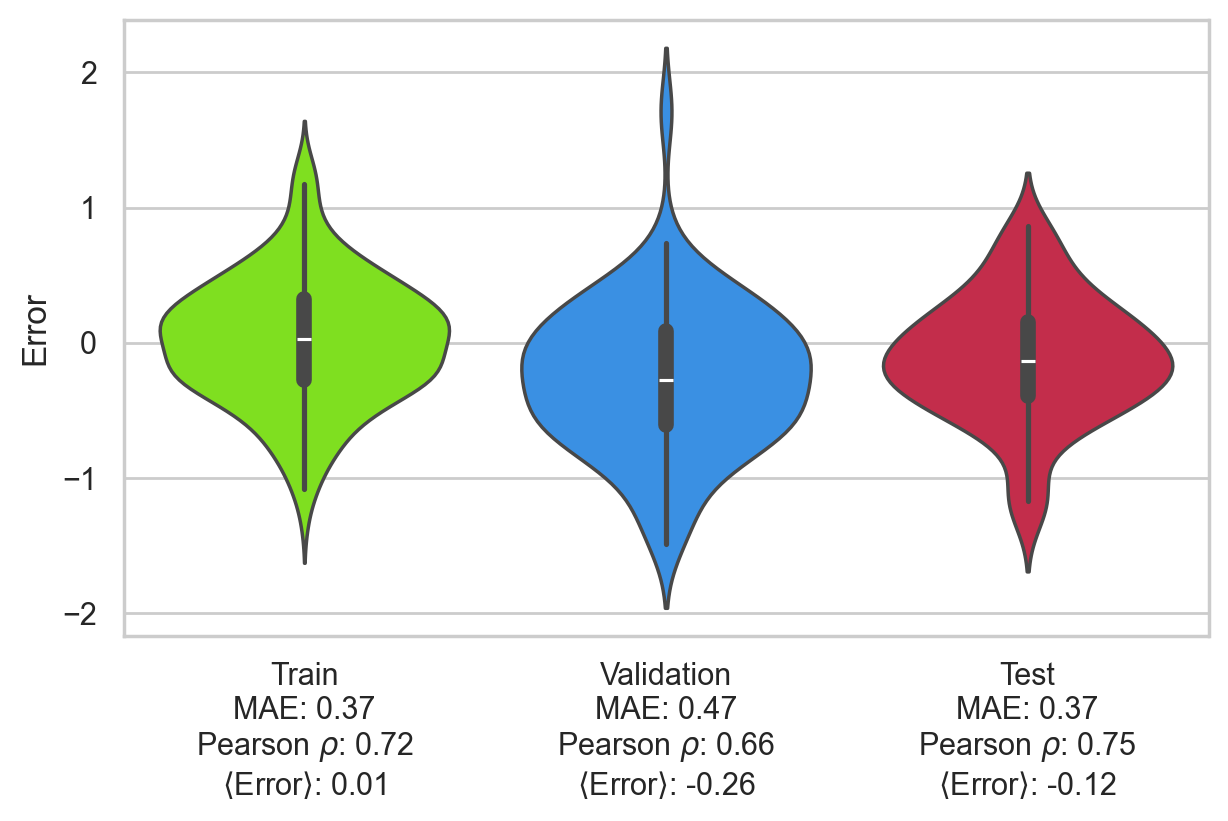 2
1
0
−1
−2
Error
Train
MAE: 0.37
Pearson ρ: 0.72
⟨Error⟩: 0.01
Validation
MAE: 0.47
Pearson ρ: 0.66
⟨Error⟩: -0.26
Test
MAE: 0.37
Pearson ρ: 0.75
⟨Error⟩: -0.12